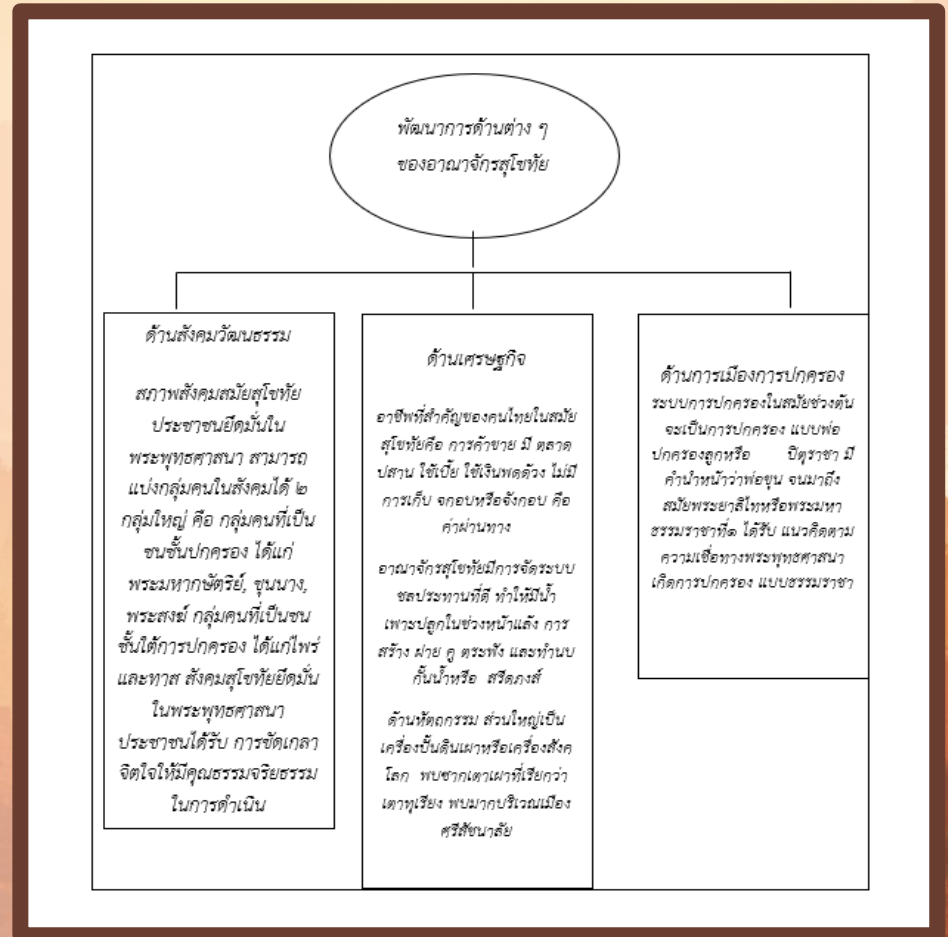 พัฒนาการด้านต่าง ๆ
ของอาณาจักรสุโขทัย
ด้านสังคมวัฒนธรรม
สภาพสังคมสมัยสุโขทัย
ประชาชนยึดมั่นใน
พระพุทธศาสนา สามารถ
แบ่งกลุ่มคนในสังคมได้ ๒
กลุ่มใหญ่ คือ กลุ่มคนที่เป็น
ชนชั้นปกครอง ได้แก่
พระมหากษัตริย์, ขุนนาง,
พระสงฆ์ กลุ่มคนที่เป็นชน
ชั้นใต้การปกครอง ได้แก่ไพร่
และทาส สังคมสุโขทัยยึดมั่น
ในพระพุทธศาสนา
ประชาชนได้รับ การขัดเกลา
จิตใจให้มีคุณธรรมจริยธรรม
ในการดำเนิน
ด้านเศรษฐกิจ
อาชีพที่สำคัญของคนไทยในสมัย
สุโขทัยคือ การค้าขาย มี ตลาด
ปสาน ใช้เบี้ย ใช้เงินพดด้วง ไม่มี
การเก็บ จกอบหรือจังกอบ คือ
ค่าผ่านทาง
อาณาจักรสุโขทัยมีการจัดระบบ
ชลประทานที่ดี ทำให้มีน้ำ
เพาะปลูกในช่วงหน้าแล้ง การ
สร้าง ฝาย คู ตระพัง และทำนบ
กั้นน้ำหรือ สรีดภงส์
ด้านหัตถกรรม ส่วนใหญ่เป็น
เครื่องปั้นดินเผาหรือเครื่องสังค
โลก พบซากเตาเผาที่เรียกว่า
เตาทุเรียง พบมากบริเวณเมือง
ศรีสัชนาลัย
ด้านการเมืองการปกครอง
ระบบการปกครองในสมัยช่วงต้น
จะเป็นการปกครอง แบบพ่อ
ปกครองลูกหรือ ปิตุราชา มี
คำนำหน้าว่าพ่อขุน จนมาถึง
สมัยพระยาลิไทหรือพระมหา
ธรรมราชาที่๑ ได้รับ แนวคิดตาม
ความเชื่อทางพระพุทธศาสนา
เกิดการปกครอง แบบธรรมราชา